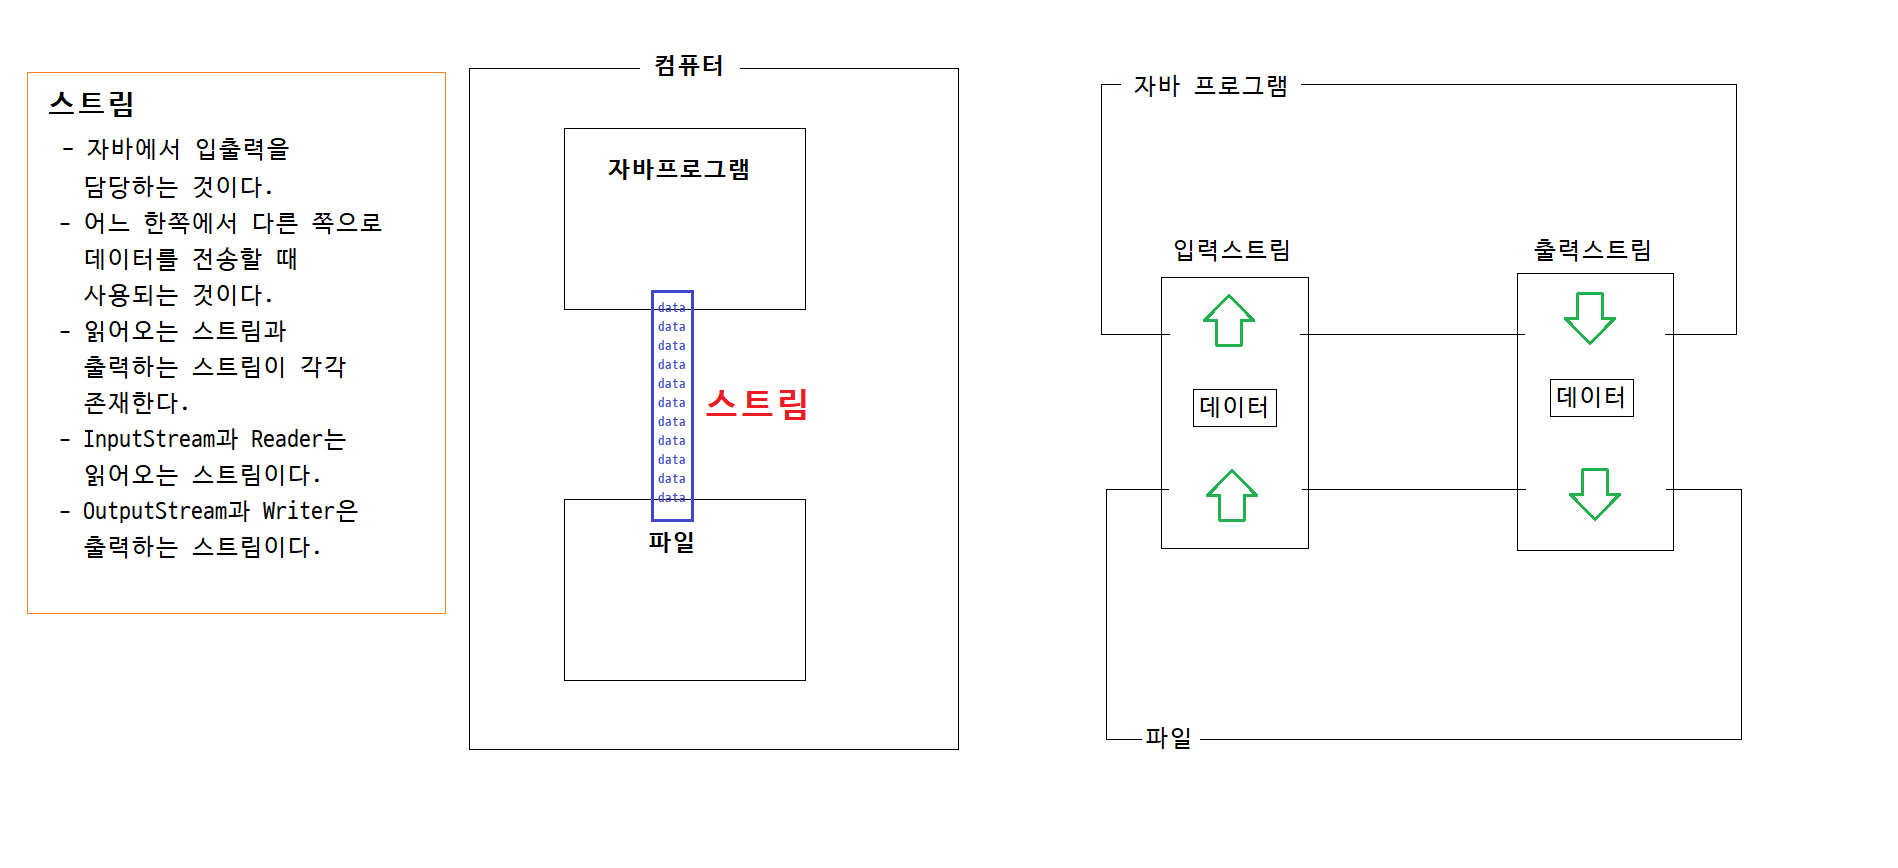 스트림
- 자바에서 입출력을
담당하는 것이다.
- 어느 한쪽에서 다른 쪽으로
데이터를 전송할 때
사용되는 것이다.
- 읽어오는 스트림과
출력하는 스트림이 각각
존재한다.
- InputStream과 Reader는
읽어오는 스트림이다.
- OutputStream과 Writer은
출력하는 스트림이다.
컴퓨터
자바프로그램
data
data
data
data
data
data
data
data
data
data
data
스트림
파일
자바 프로그램
입력스트림
출력스트림
데이터
데이터
파일